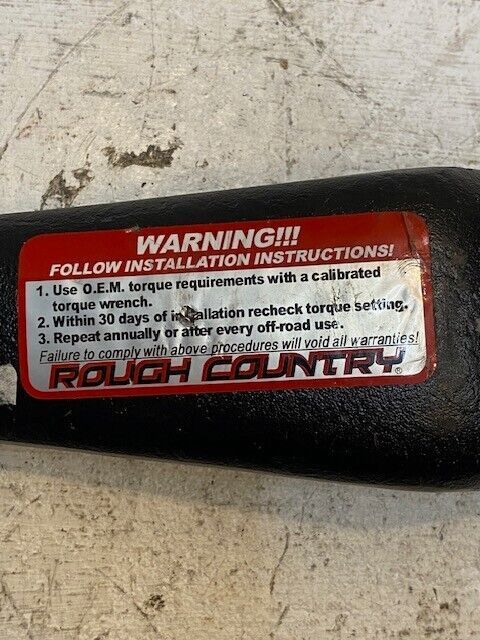 WARNING!!!
FOLLOW INSTALLATION INSTRUCTIONS!
1. Use O.E.M. torque requirements with a calibrated
torque wrench.
2. Within 30 days of installation recheck torque setting.
3. Repeat annually or after every off-road use.
Failure to comply with above procedures will void all warranties!
ROUGH COUNTRY®